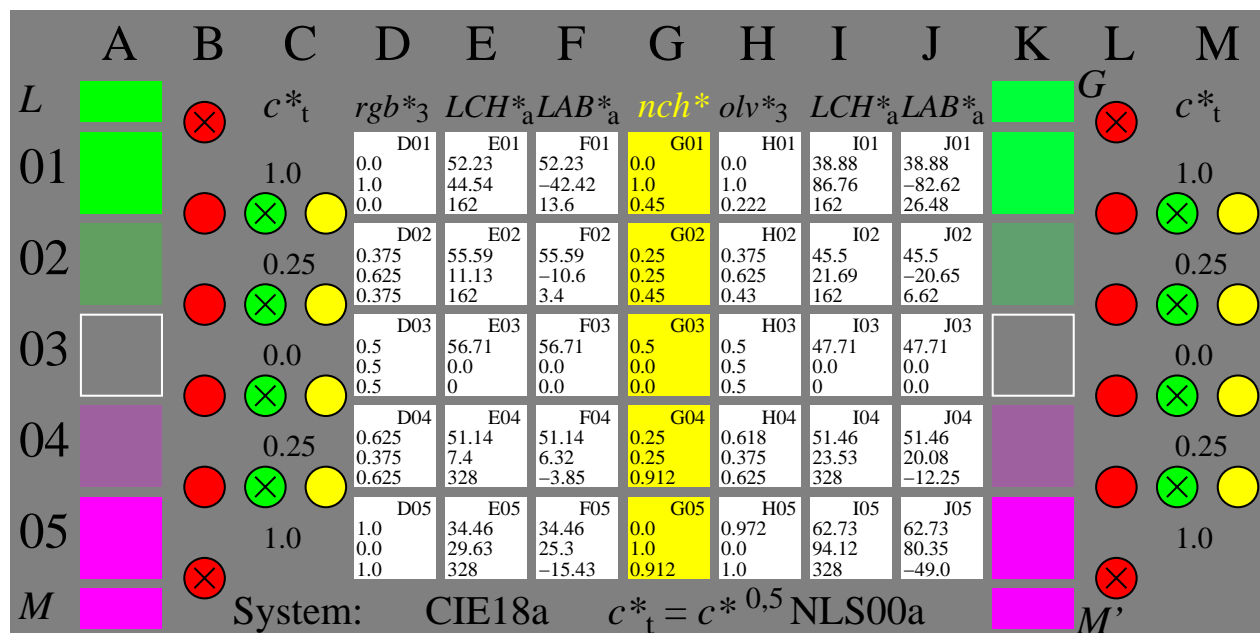 A B C D E F G H I J K L M
L c*t rgb*3 LCH*a LAB*a nch* olv*3 LCH*a LAB*a G c*t
01 1.0 D01 E01 F01 G01 H01 I01 J01 1.0
0.0 52.23 52.23 0.0 0.0 38.88 38.88
1.0 44.54 −42.42 1.0 1.0 86.76 −82.62
0.0 162 13.6 0.45 0.222 162 26.48
02 0.25 D02 E02 F02 G02 H02 I02 J02 0.25
0.375 55.59 55.59 0.25 0.375 45.5 45.5
0.625 11.13 −10.6 0.25 0.625 21.69 −20.65
0.375 162 3.4 0.45 0.43 162 6.62
03 0.0 D03 E03 F03 G03 H03 I03 J03 0.0
0.5 56.71 56.71 0.5 0.5 47.71 47.71
0.5 0.0 0.0 0.0 0.5 0.0 0.0
0.5 0 0.0 0.0 0.5 0 0.0
04 0.25 D04 E04 F04 G04 H04 I04 J04 0.25
0.625 51.14 51.14 0.25 0.618 51.46 51.46
0.375 7.4 6.32 0.25 0.375 23.53 20.08
0.625 328 −3.85 0.912 0.625 328 −12.25
05 1.0 D05 E05 F05 G05 H05 I05 J05 1.0
1.0 34.46 34.46 0.0 0.972 62.73 62.73
0.0 29.63 25.3 1.0 0.0 94.12 80.35
1.0 328 −15.43 0.912 1.0 328 −49.0
M System: CIE18a c*t = c* 0,5 NLS00a M’